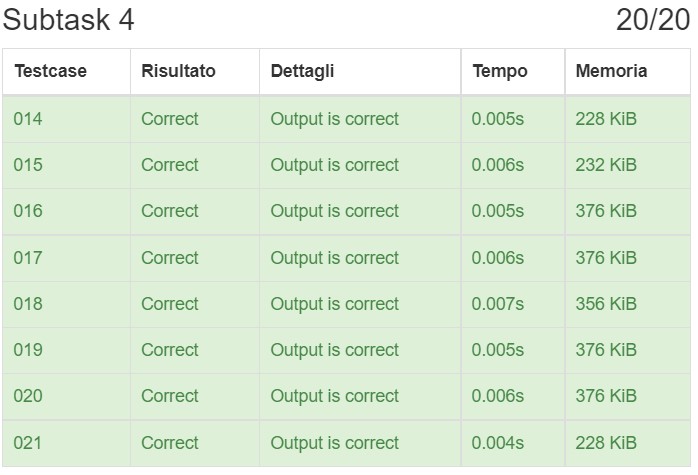 Subtask 4 20/20
Testcase Risultato Dettagli Tempo Memoria
014 Correct Output is correct 0.005s 228 KiB
015 Correct Output is correct 0.006s 232 KiB
016 Correct Output is correct 0.005s 376 KiB
017 Correct Output is correct 0.006s 376 KiB
018 Correct Output is correct 0.007s 356 KiB
019 Correct Output is correct 0.005s 376 KiB
020 Correct Output is correct 0.006s 376 KiB
021 Correct Output is correct 0.004s 228 KiB